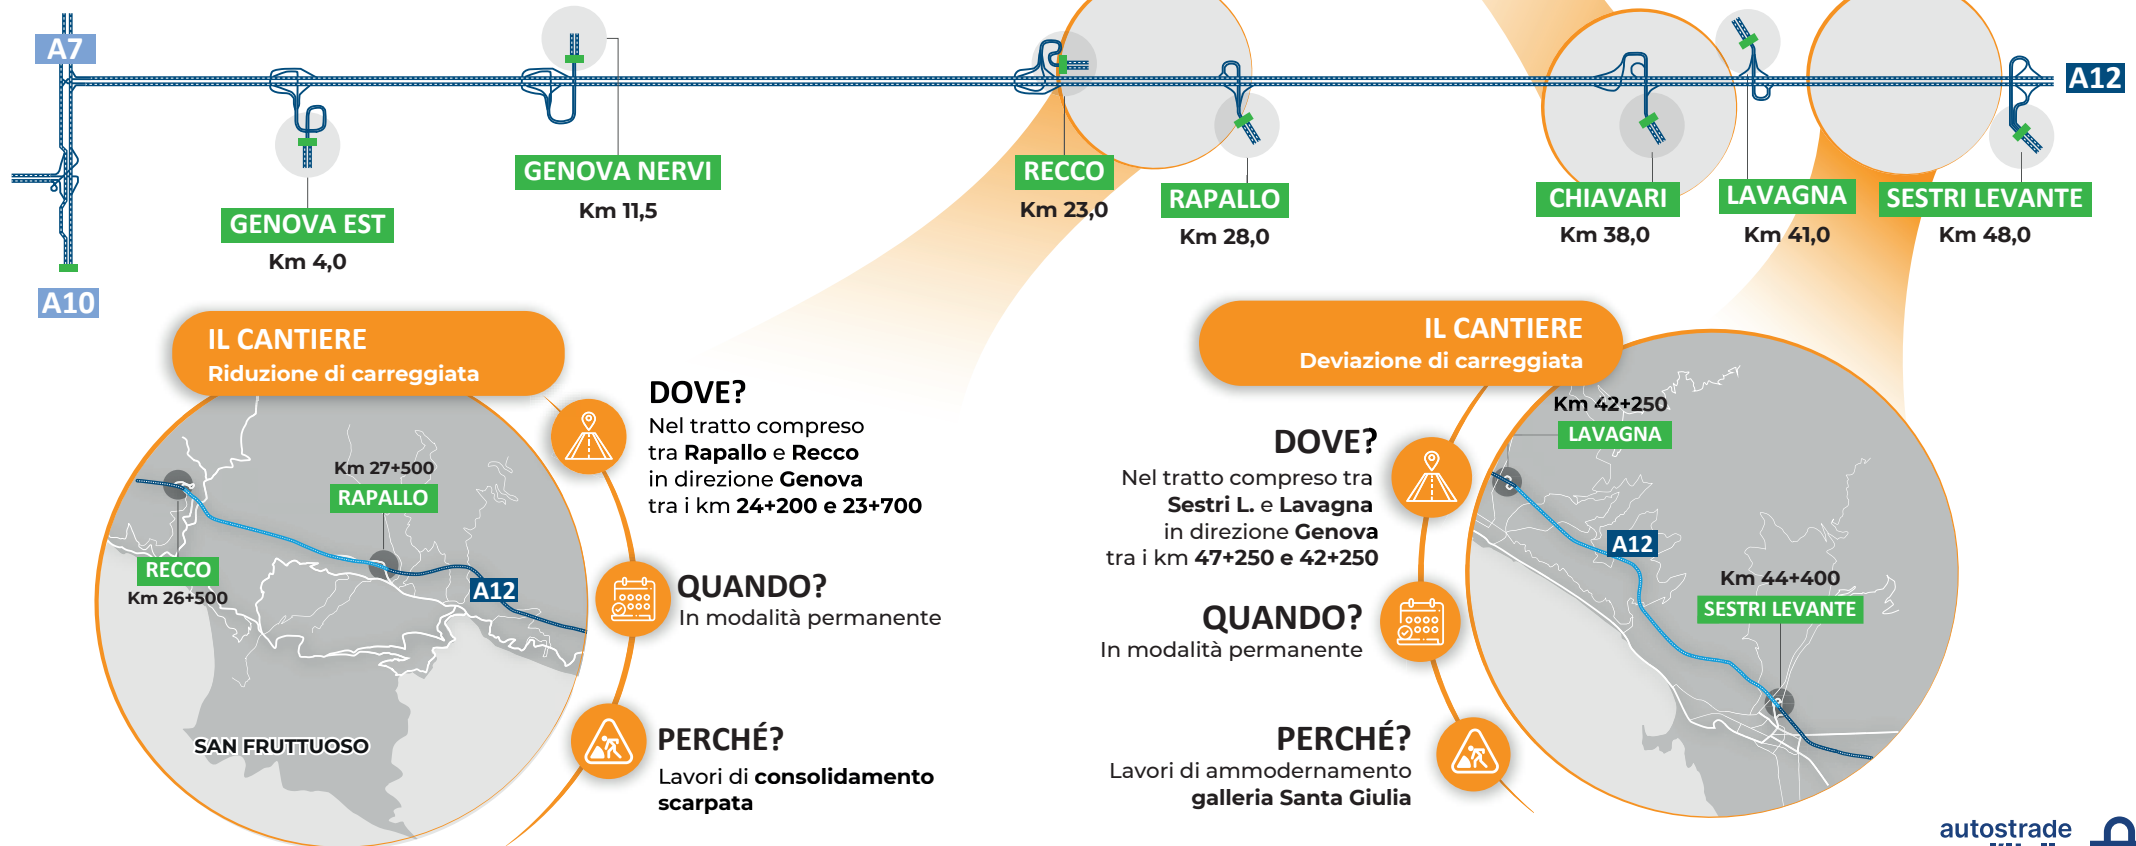 A7
A12
GENOVA NERVI
Km 11,5
RECCO
Km 23,0
RAPALLO
Km 28,0
CHIAVARI
Km 38,0
LAVAGNA
Km 41,0
SESTRI LEVANTE
Km 48,0
GENOVA EST
Km 4,0
A10
IL CANTIERE
Riduzione di carreggiata
DOVE?
Nel tratto compreso
tra Rapallo e Recco
in direzione Genova
tra i km 24+200 e 23+700
QUANDO?
In modalità permanente
PERCHÉ?
Lavori di consolidamento
scarpata
Km 27+500
RAPALLO
RECCO
Km 26+500
A12
SAN FRUTTUOSO
IL CANTIERE
Deviazione di carreggiata
DOVE?
Nel tratto compreso tra
Sestri L. e Lavagna
in direzione Genova
tra i km 47+250 e 42+250
QUANDO?
In modalità permanente
PERCHÉ?
Lavori di ammodernamento
galleria Santa Giulia
Km 42+250
LAVAGNA
A12
Km 44+400
SESTRI LEVANTE
autostrade